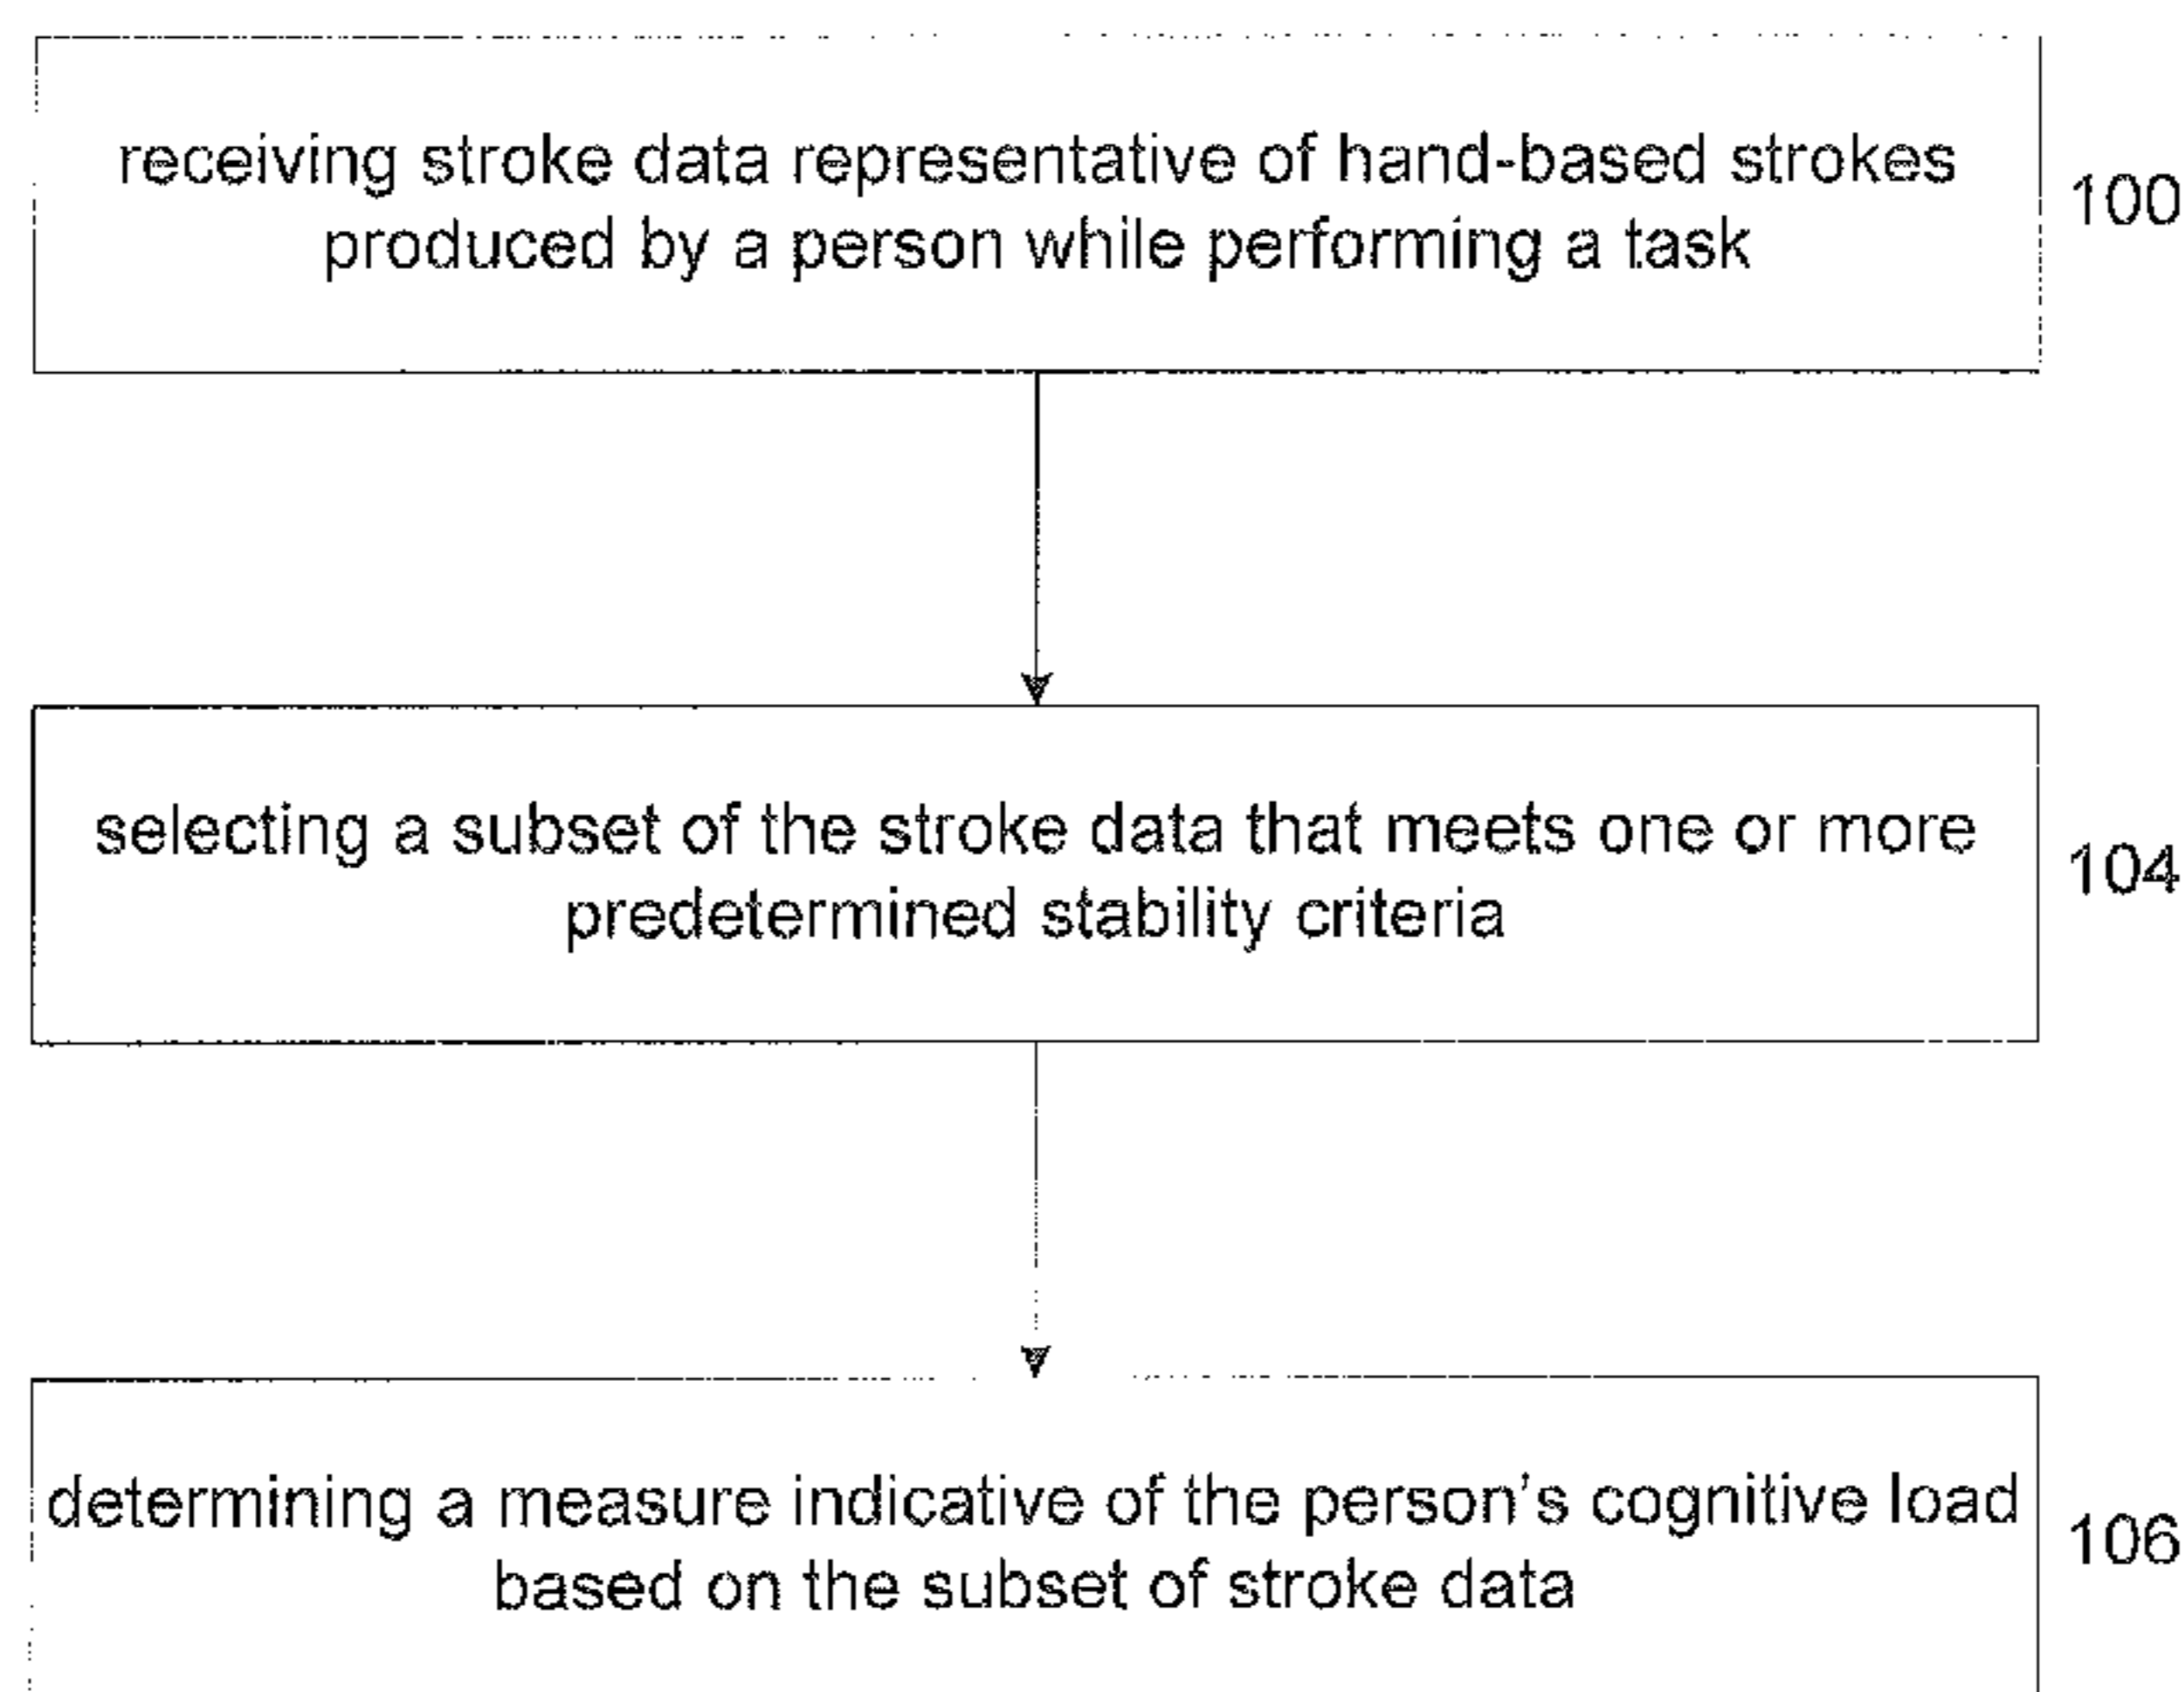 receiving stroke data representative of hand-based strokes
produced by a person while performing a task
100
selecting a subset of the stroke data that meets one or more
predetermined stability criteria
104
determining a measure indicative of the person's cognitive load
based on the subset of stroke data
106